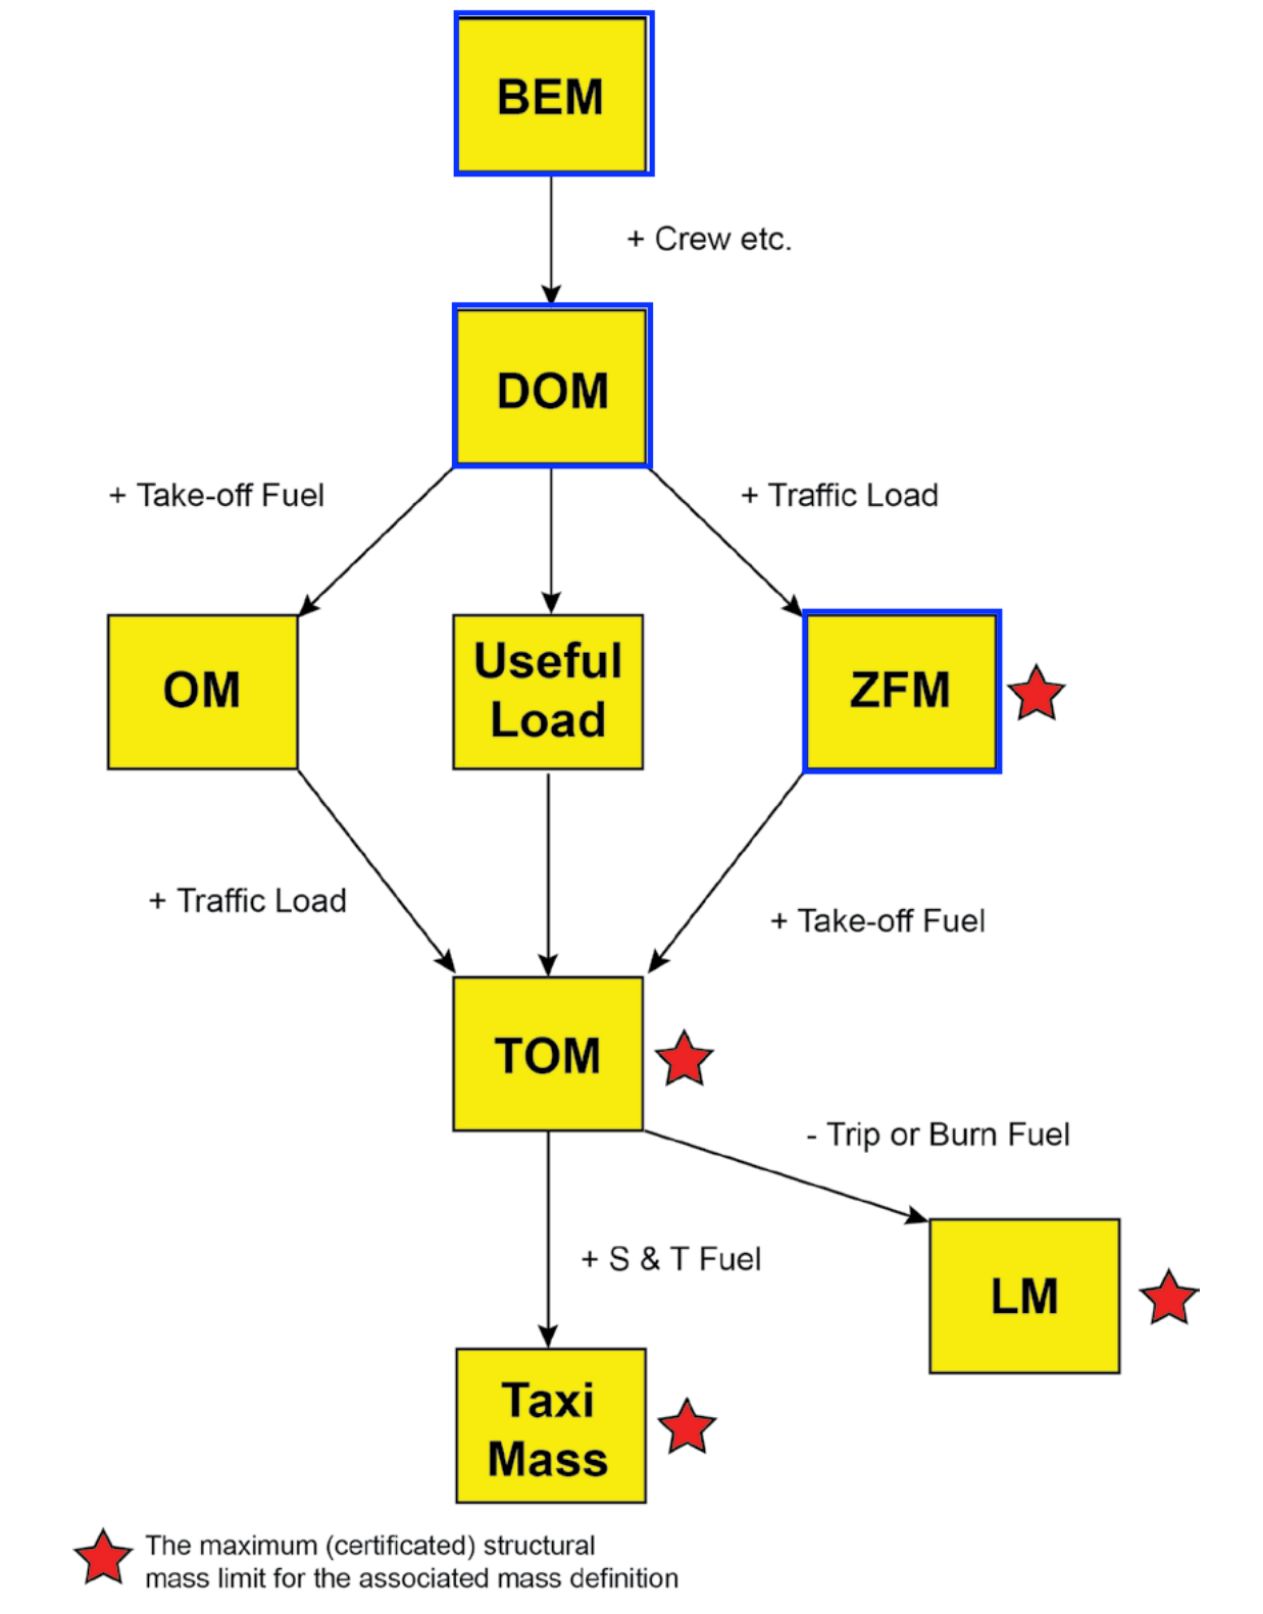 BEM
+ Crew etc.
DOM
+ Take-off Fuel
+ Traffic Load
OM
Useful
Load
ZFM
+ Traffic Load
+ Take-off Fuel
TOM
- Trip or Burn Fuel
+ S & T Fuel
LM
Taxi
Mass
The maximum (certificated) structural
mass limit for the associated mass definition